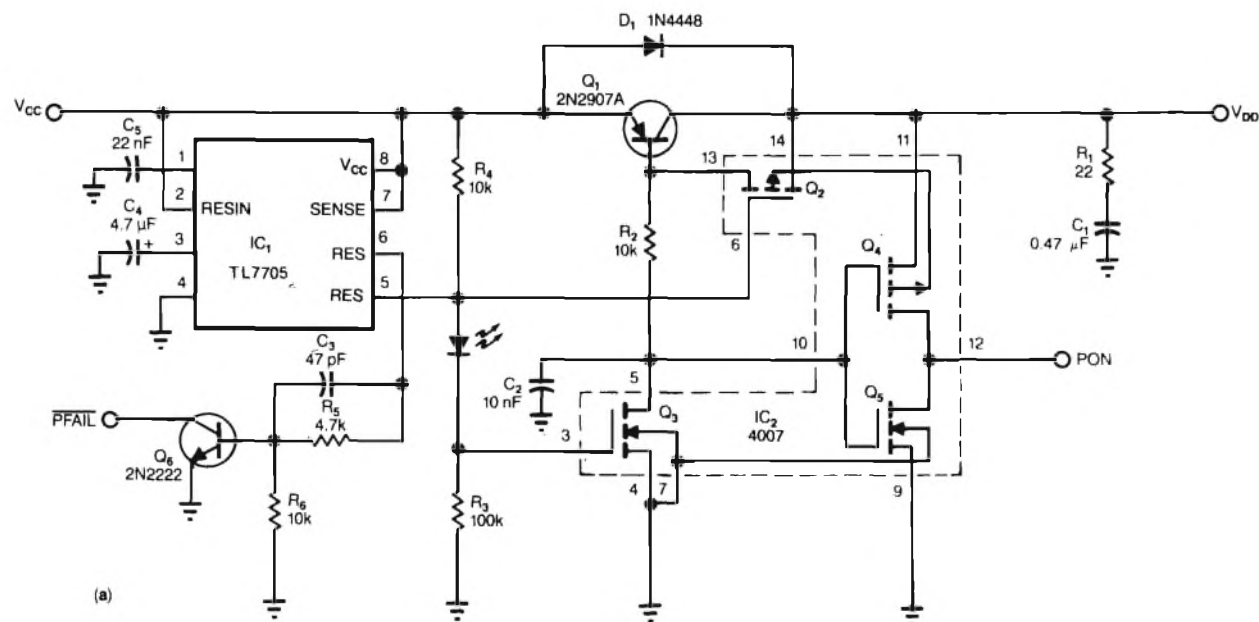 D1 1N4448
Q1
2N2907A
VCC
VDD
C5
22 nF
1
VCC
8
2
RESIN
SENSE
7
C4
4.7 µF
+
3
RES
6
IC1
TL7705
4
RES
5
R4
10k
13
14
11
Q2
6
R2
10k
R1
22
C1
0.47 µF
Q4
C3
47 pF
R5
4.7k
PFAIL
Q6
2N2222
R6
10k
10
12
PON
C2
10 nF
5
Q3
IC2
4007
Q5
3
4
7
9
R3
100k
(a)